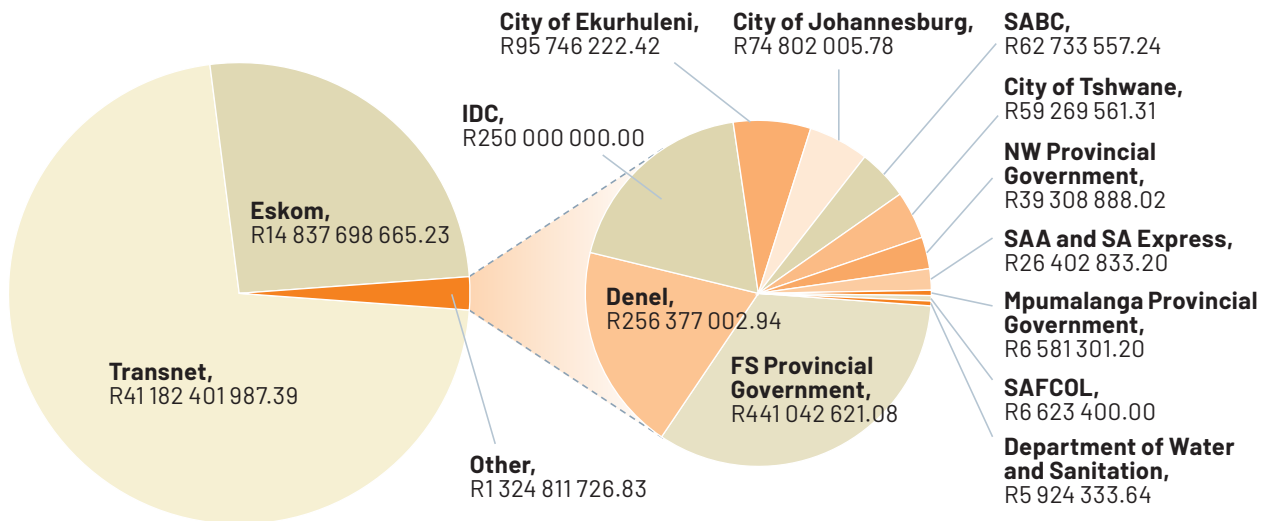 City of Ekurhuleni,
R95 746 222.42
City of Johannesburg,
R74 802 005.78
SABC,
R62 733 557.24
City of Tshwane,
R59 269 561.31
IDC,
R250 000 000.00
NW Provincial
Government,
R39 308 888.02
Eskom,
R14 837 698 665.23
SAA and SA Express,
R26 402 833.20
Denel,
R256 377 002.94
Mpumalanga Provincial
Government,
R6 581 301.20
Transnet,
R41 182 401 987.39
FS Provincial
Government,
R441 042 621.08
SAFCOL,
R6 623 400.00
Other,
R1 324 811 726.83
Department of Water
and Sanitation,
R5 924 333.64